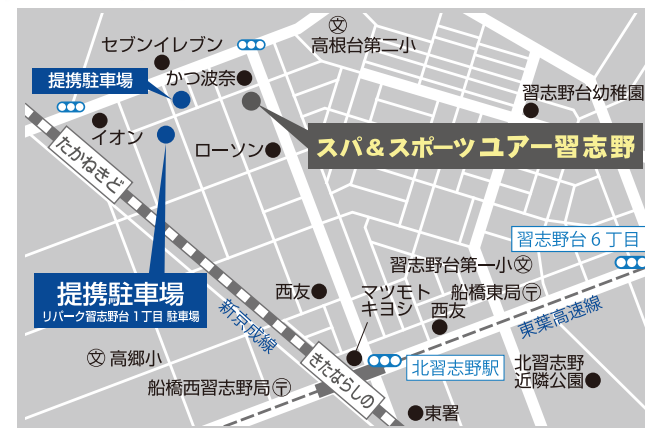 セブンイレブン
文
高根台第二小
提携駐車場
かつ波奈
習志野台幼稚園
イオン
ローソン
スパ&スポーツ ユアー習志野
たかねきど
習志野台6丁目
習志野台第一小文
提携駐車場
リパーク習志野台1丁目 駐車場
西友
マツモト
キヨシ
船橋東局〒
西友
東葉高速線
新京成線
文高郷小
きたならしの
北習志野駅
北習志野
近隣公園
船橋西習志野局〒
東署